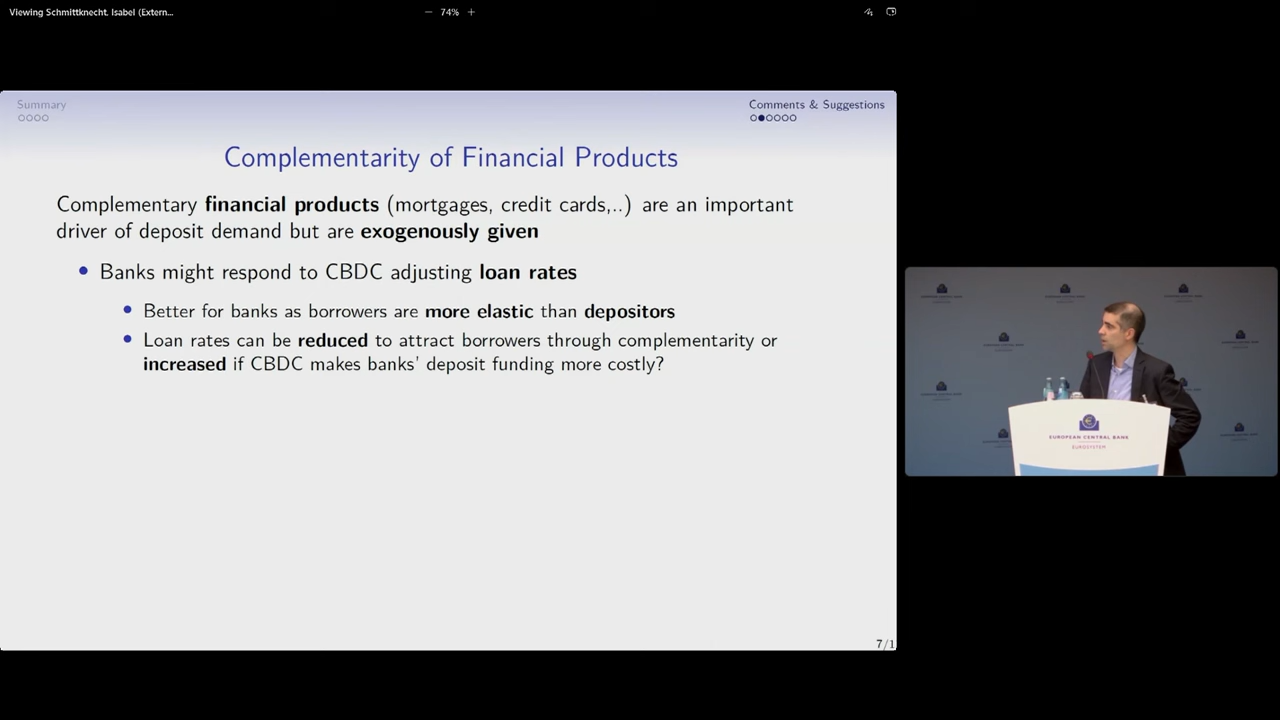 Viewing Schmittknecht, Isabel (Extern...
− 74% +
Summary
Comments & Suggestions
Complementarity of Financial Products
Complementary financial products (mortgages, credit cards,..) are an important
driver of deposit demand but are exogenously given
Banks might respond to CBDC adjusting loan rates
Better for banks as borrowers are more elastic than depositors
Loan rates can be reduced to attract borrowers through complementarity or
increased if CBDC makes banks' deposit funding more costly?
7/1
EUROPEAN CENTRAL BANK
EUROSYSTEM